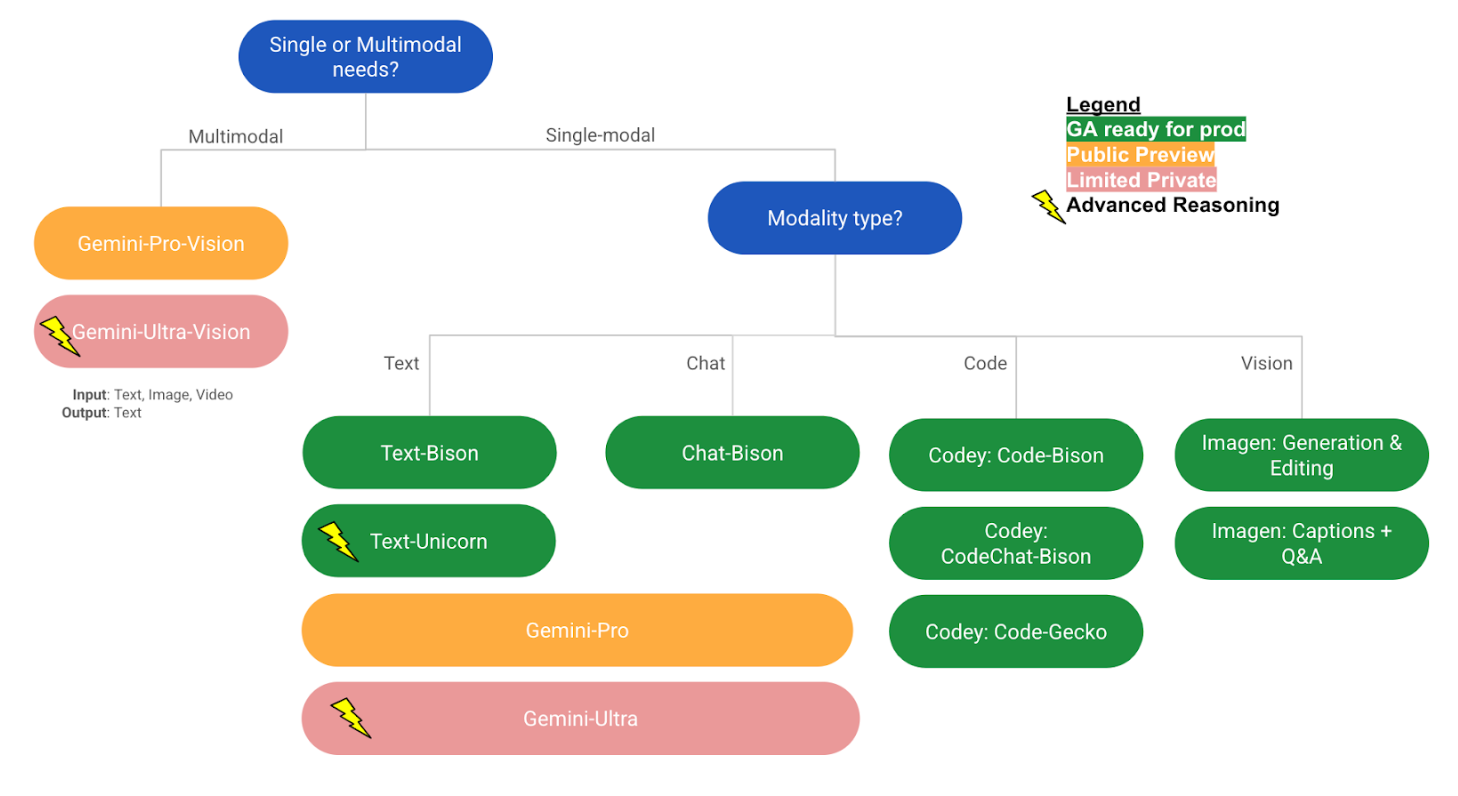 Single or Multimodal
needs?
Legend
GA ready for prod
Public Preview
Limited Private
Advanced Reasoning
Multimodal
Single-modal
Modality type?
Gemini-Pro-Vision
Gemini-Ultra-Vision
Input: Text, Image, Video
Output: Text
Text
Chat
Code
Vision
Text-Bison
Chat-Bison
Codey: Code-Bison
Imagen: Generation &
Editing
Text-Unicorn
Codey:
CodeChat-Bison
Imagen: Captions +
Q&A
Gemini-Pro
Codey: Code-Gecko
Gemini-Ultra